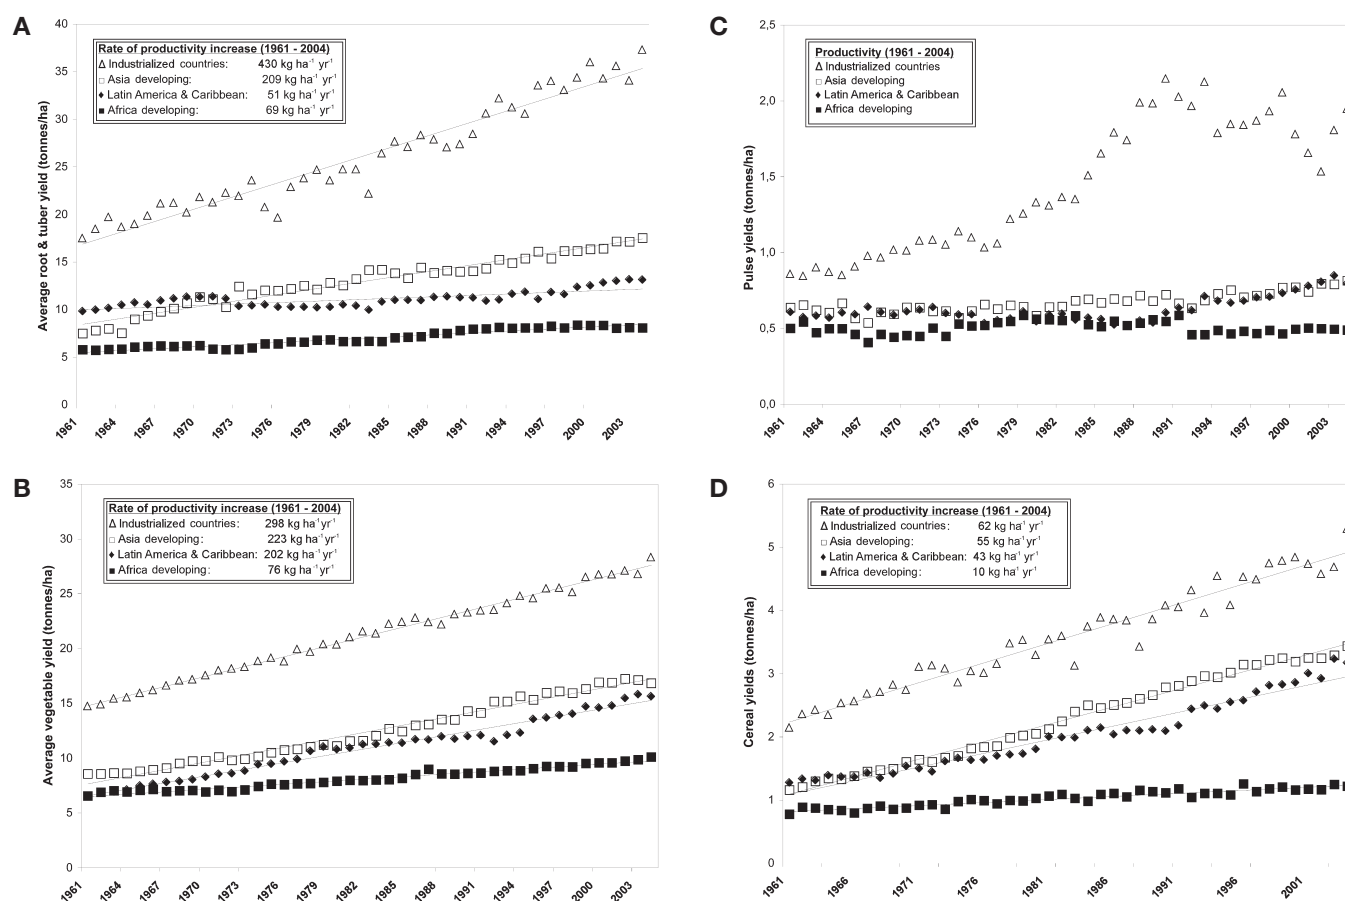 A
Average root & tuber yield (tonnes/ha)
40
35
30
25
20
15
10
5
0
Rate of productivity increase (1961 - 2004)
△ Industrialized countries: 430 kg ha⁻¹ yr⁻¹
□ Asia developing: 209 kg ha⁻¹ yr⁻¹
◆ Latin America & Caribbean: 51 kg ha⁻¹ yr⁻¹
■ Africa developing: 69 kg ha⁻¹ yr⁻¹
1961 1964 1967 1970 1973 1976 1979 1982 1985 1988 1991 1994 1997 2000 2003
C
Pulse yields (tonnes/ha)
2,5
2,0
1,5
1,0
0,5
0,0
Productivity (1961 - 2004)
△ Industrialized countries
□ Asia developing
◆ Latin America & Caribbean
■ Africa developing
1961 1964 1967 1970 1973 1976 1979 1982 1985 1988 1991 1994 1997 2000 2003
B
Average vegetable yield (tonnes/ha)
35
30
25
20
15
10
5
0
Rate of productivity increase (1961 - 2004)
△ Industrialized countries: 298 kg ha⁻¹ yr⁻¹
□ Asia developing: 223 kg ha⁻¹ yr⁻¹
◆ Latin America & Caribbean: 202 kg ha⁻¹ yr⁻¹
■ Africa developing: 76 kg ha⁻¹ yr⁻¹
1961 1964 1967 1970 1973 1976 1979 1982 1985 1988 1991 1994 1997 2000 2003
D
Cereal yields (tonnes/ha)
6
5
4
3
2
1
0
Rate of productivity increase (1961 - 2004)
△ Industrialized countries: 62 kg ha⁻¹ yr⁻¹
□ Asia developing: 55 kg ha⁻¹ yr⁻¹
◆ Latin America & Caribbean: 43 kg ha⁻¹ yr⁻¹
■ Africa developing: 10 kg ha⁻¹ yr⁻¹
1961 1966 1971 1976 1981 1986 1991 1996 2001